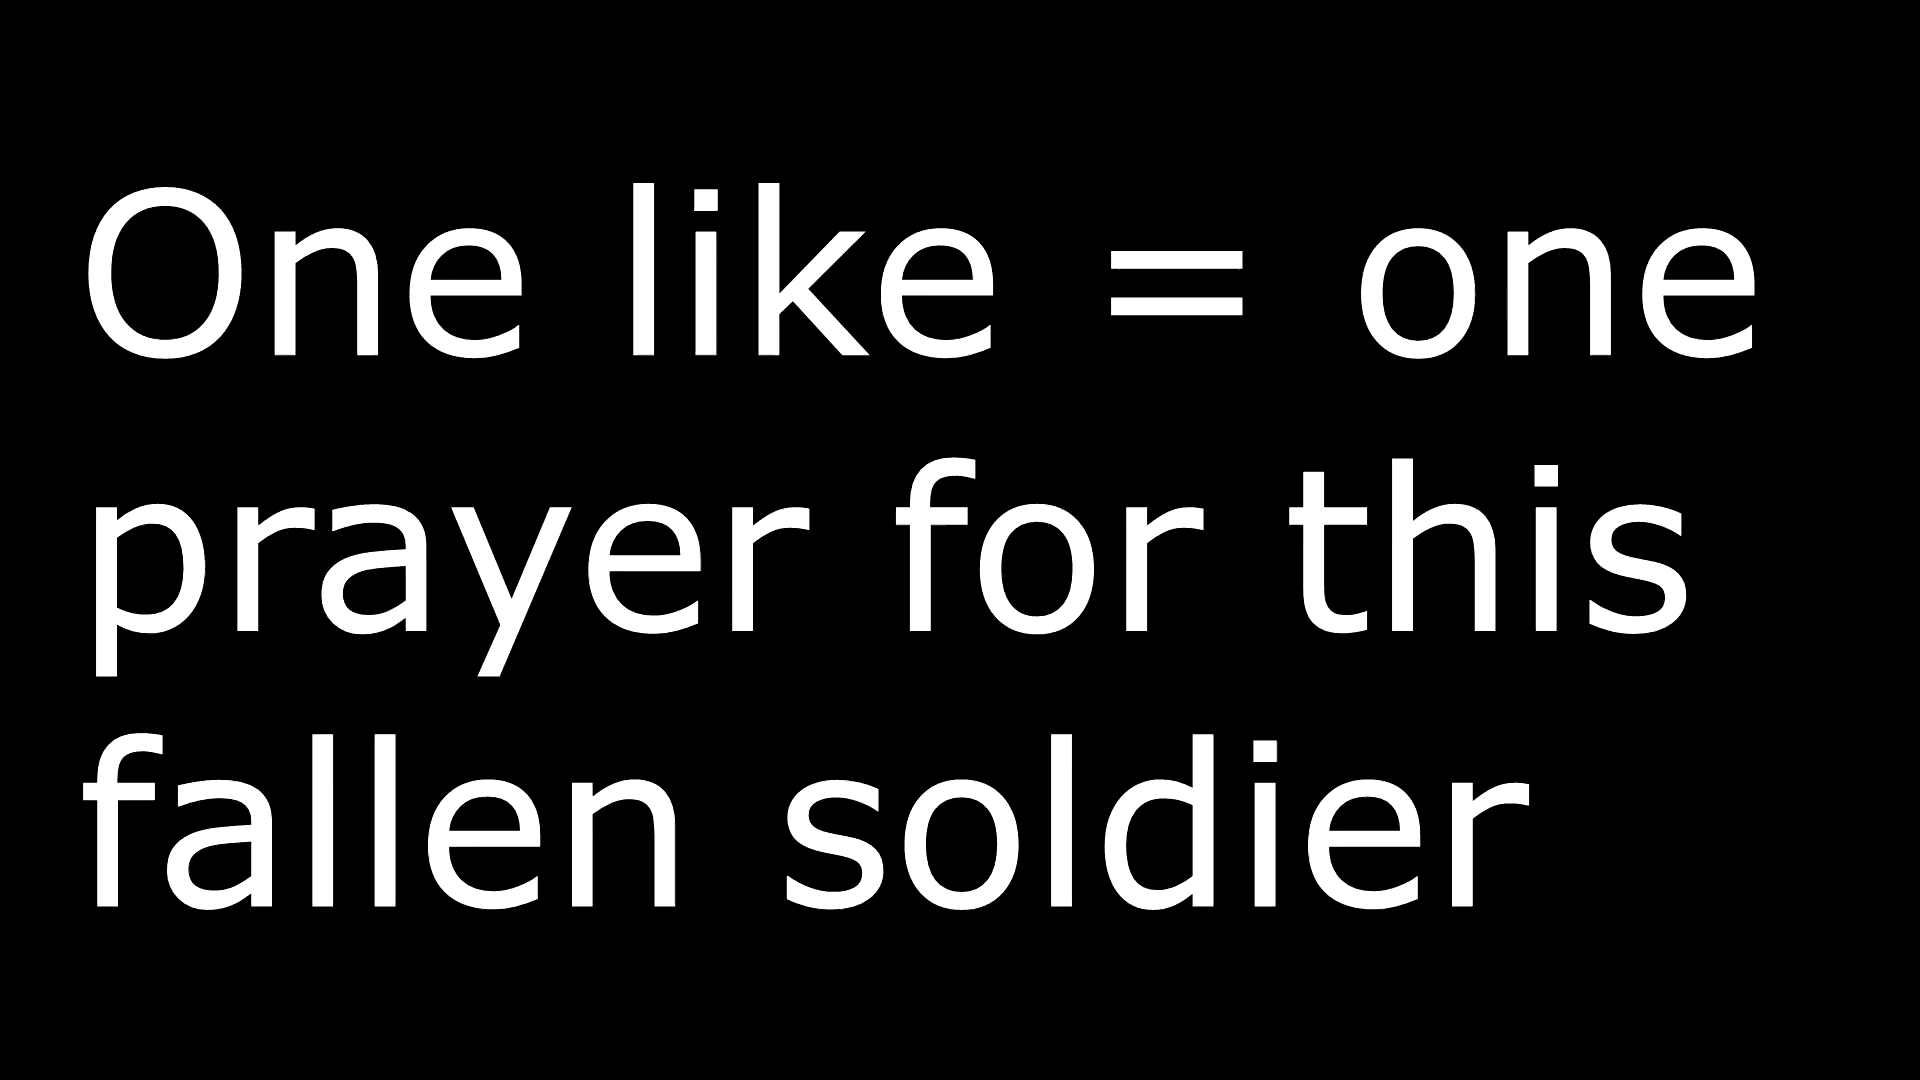 One like = one
prayer for this
fallen soldier